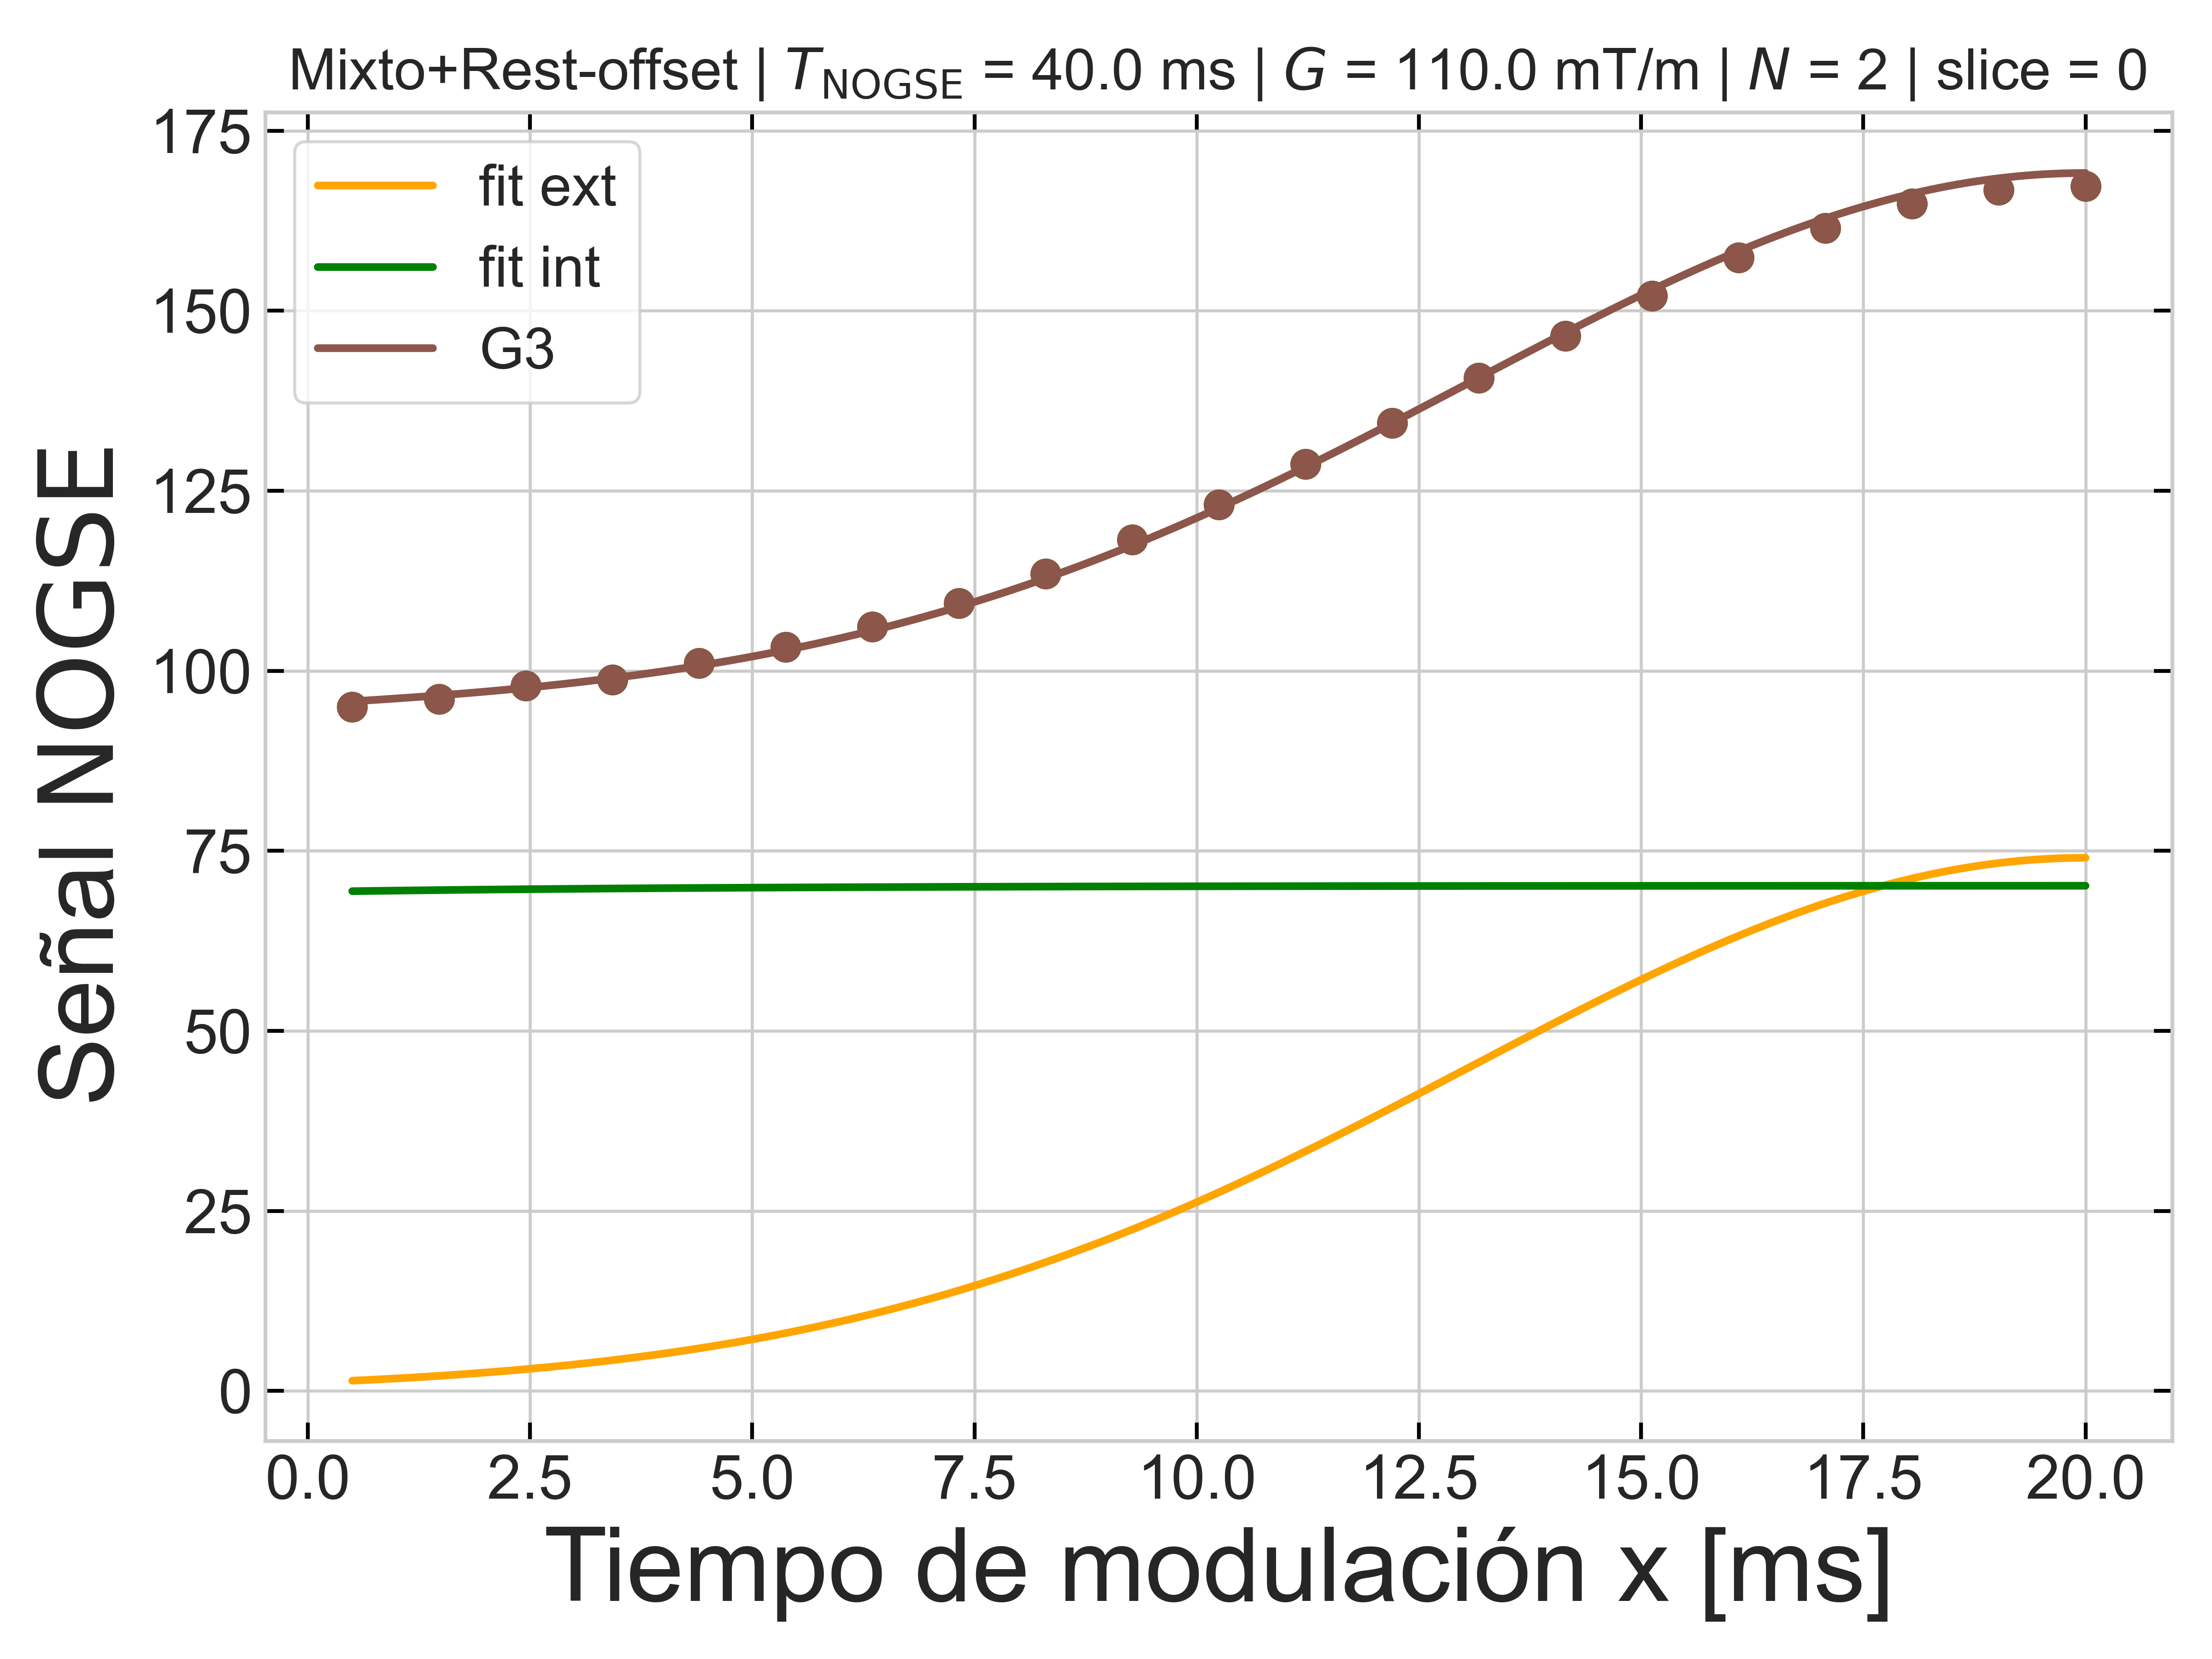 Mixto+Rest-offset | T_NOGSE = 40.0 ms | G = 110.0 mT/m | N = 2 | slice = 0
175
150
125
100
75
50
25
0
fit ext
fit int
G3
Señal NOGSE
0.0 2.5 5.0 7.5 10.0 12.5 15.0 17.5 20.0
Tiempo de modulación x [ms]